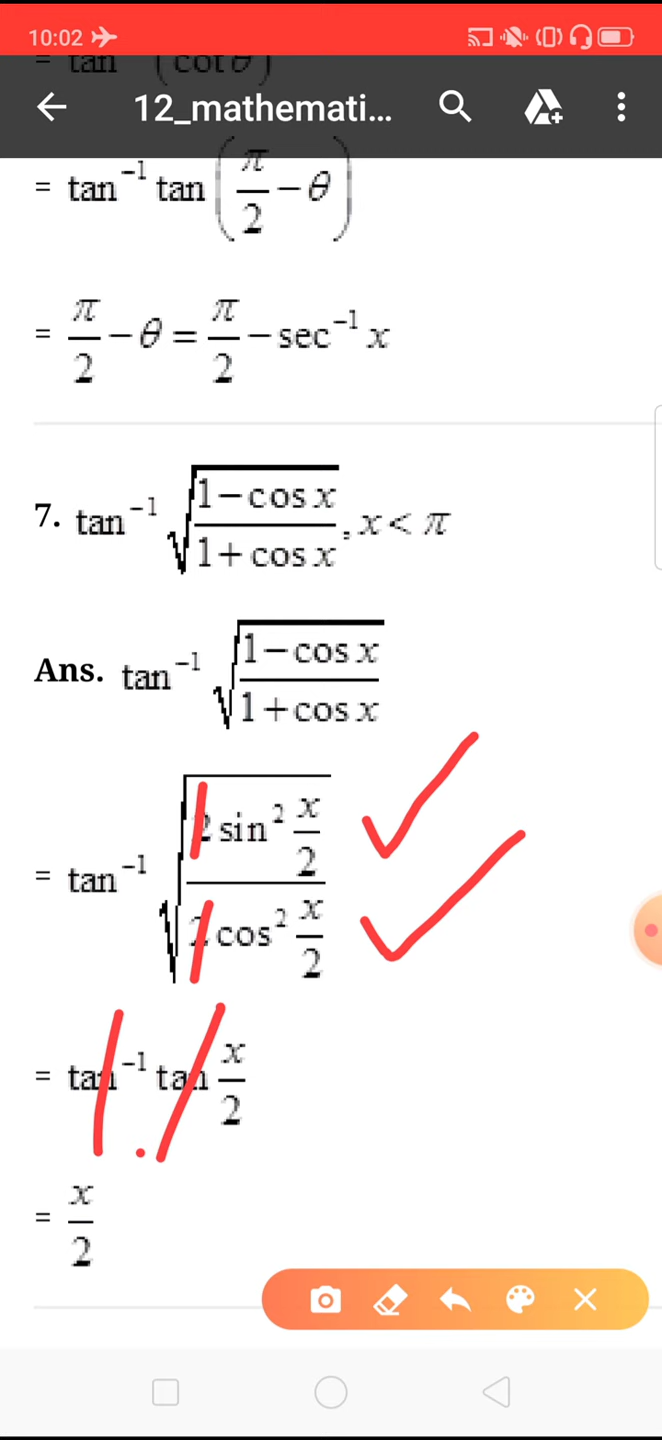 10:02
= tan (cot θ)
12_mathemati...
= tan⁻¹ tan (π/2 − θ)
= π/2 − θ = π/2 − sec⁻¹ x
7. tan⁻¹ √((1 − cos x)/(1 + cos x)), x < π
Ans. tan⁻¹ √((1 − cos x)/(1 + cos x))
= tan⁻¹ √((2 sin² x/2)/(2 cos² x/2))
= tan⁻¹ tan x/2
= x/2